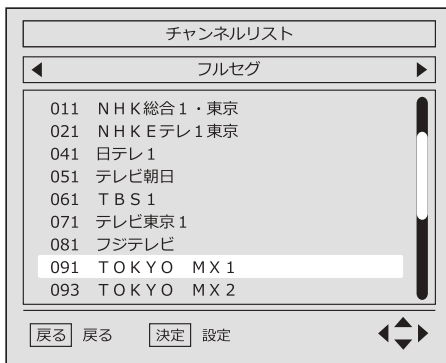 チャンネルリスト
フルセグ
011 ＮＨＫ総合１・東京
021 ＮＨＫＥテレ１東京
041 日テレ１
051 テレビ朝日
061 ＴＢＳ１
071 テレビ東京１
081 フジテレビ
091 ＴＯＫＹＯ　ＭＸ１
093 ＴＯＫＹＯ　ＭＸ２
戻る 戻る 決定 設定